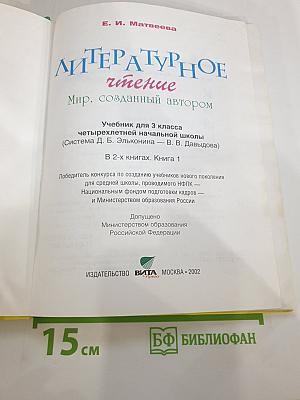 Е. И. Матвеева
ЛИТЕРАТУРНОЕ
чтение
Мир, созданный автором
Учебник для 3 класса
четырехлетней начальной школы
(Система Д. Б. Эльконина — В. В. Давыдова)
В 2-х книгах. Книга 1
Победитель конкурса по созданию учебников нового поколения
для средней школы, проводимого НФПК —
Национальным фондом подготовки кадров —
и Министерством образования России
Допущено
Министерством образования
Российской Федерации
ИЗДАТЕЛЬСТВО ВИТА ПРЕСС МОСКВА • 2002
15 см БФ БИБЛИОФАН